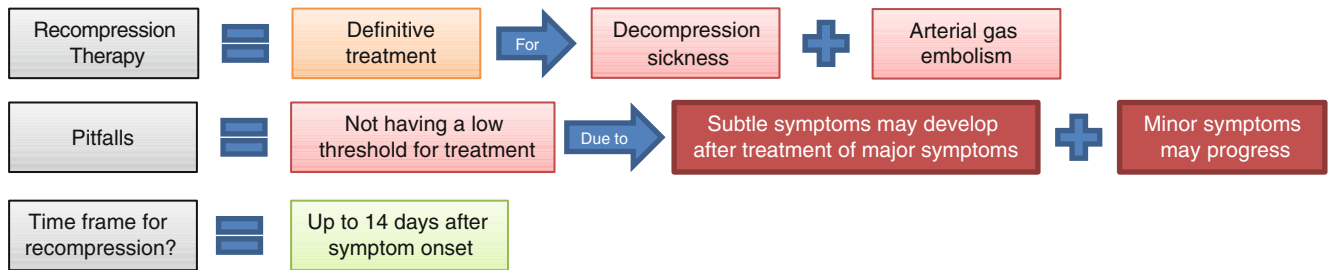 Recompression
Therapy
Definitive
treatment
For
Decompression
sickness
Arterial gas
embolism
Pitfalls
Not having a low
threshold for treatment
Due to
Subtle symptoms may develop
after treatment of major symptoms
Minor symptoms
may progress
Time frame for
recompression?
Up to 14 days after
symptom onset